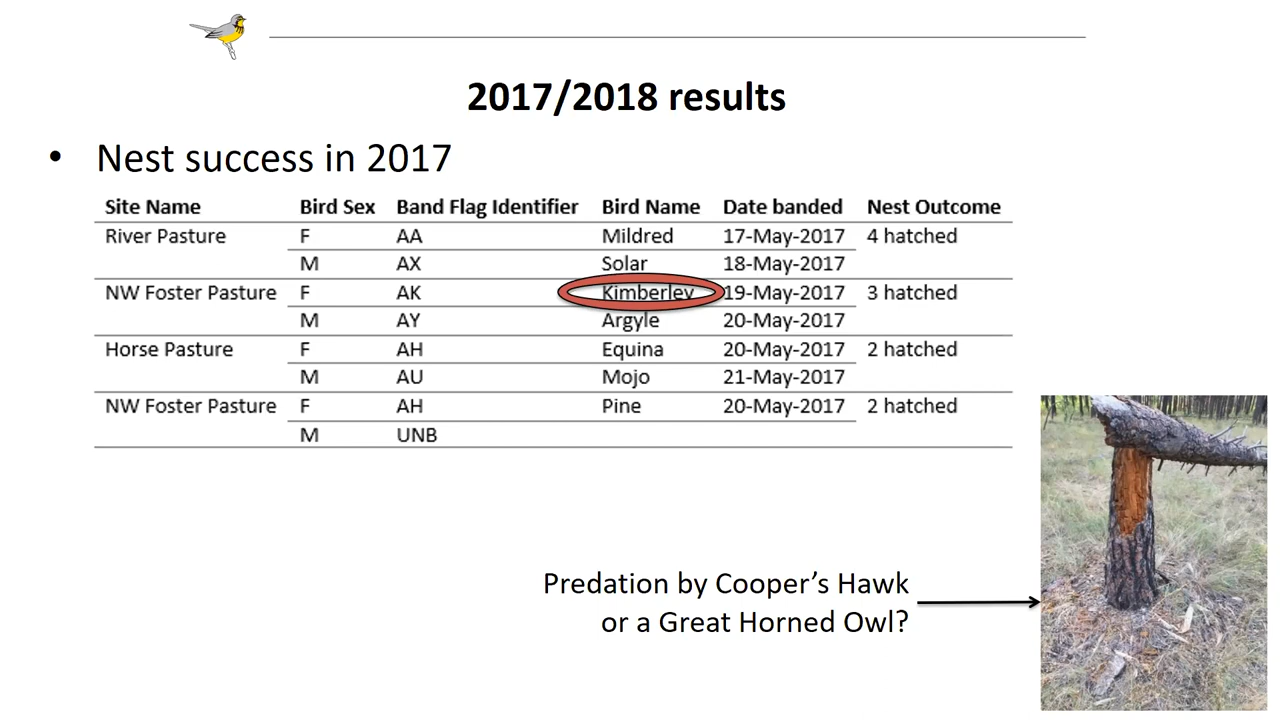 2017/2018 results
• Nest success in 2017
Site Name Bird Sex Band Flag Identifier Bird Name Date banded Nest Outcome
River Pasture F AA Mildred 17-May-2017 4 hatched
M AX Solar 18-May-2017
NW Foster Pasture F AK Kimberley 19-May-2017 3 hatched
M AY Argyle 20-May-2017
Horse Pasture F AH Equina 20-May-2017 2 hatched
M AU Mojo 21-May-2017
NW Foster Pasture F AH Pine 20-May-2017 2 hatched
M UNB
Predation by Cooper’s Hawk
or a Great Horned Owl?